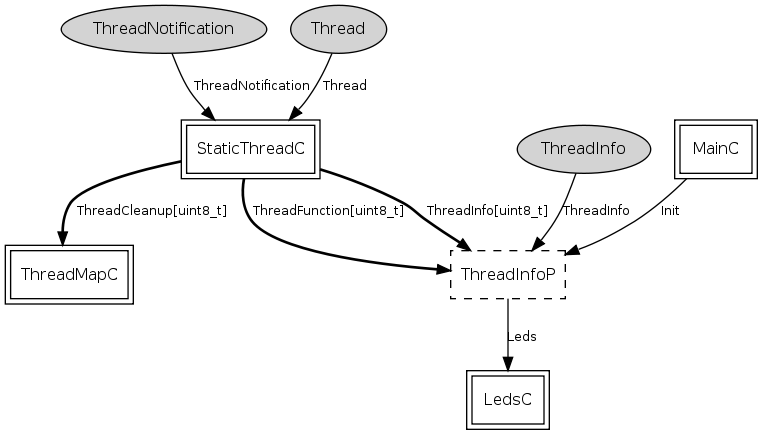 ThreadNotification
Thread
ThreadNotification
Thread
StaticThreadC
ThreadInfo
MainC
ThreadCleanup[uint8_t]
ThreadFunction[uint8_t]
ThreadInfo[uint8_t]
ThreadInfo
Init
ThreadMapC
ThreadInfoP
Leds
LedsC